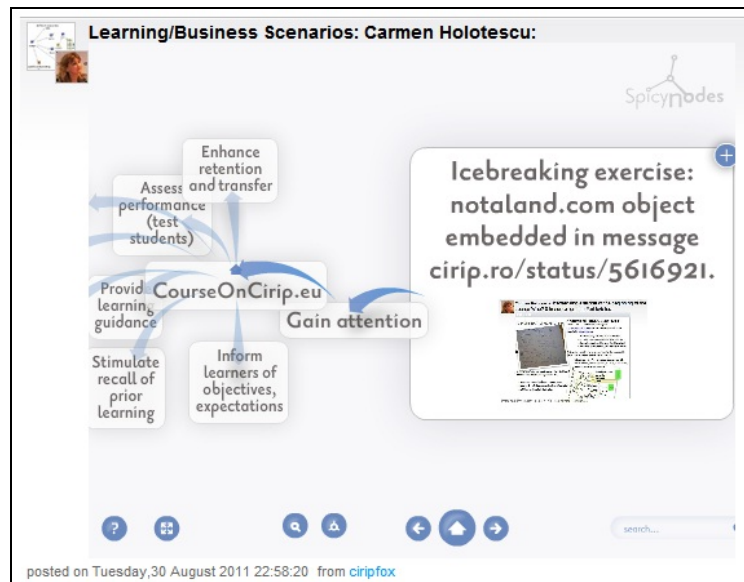 Learning/Business Scenarios: Carmen Holotescu:
Spicynodes
Enhance
retention
and transfer
Assess
performance
(test
students)
Provid
learning
guidance
CourseOnCirip.eu
Gain attention
Stimulate
recall of
prior
learning
Inform
learners of
objectives,
expectations
Icebreaking exercise:
notaland.com object
embedded in message
cirip.ro/status/5616921.
search...
posted on Tuesday,30 August 2011 22:58:20 from ciripfox